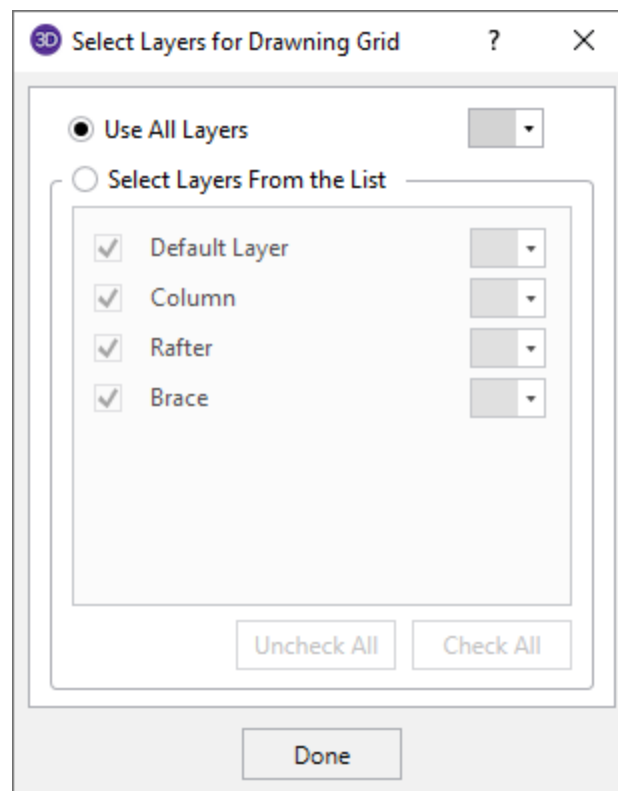 3D Select Layers for Drawning Grid ? 
Use All Layers
Select Layers From the List
Default Layer
Column
Rafter
Brace
Uncheck All Check All
Done